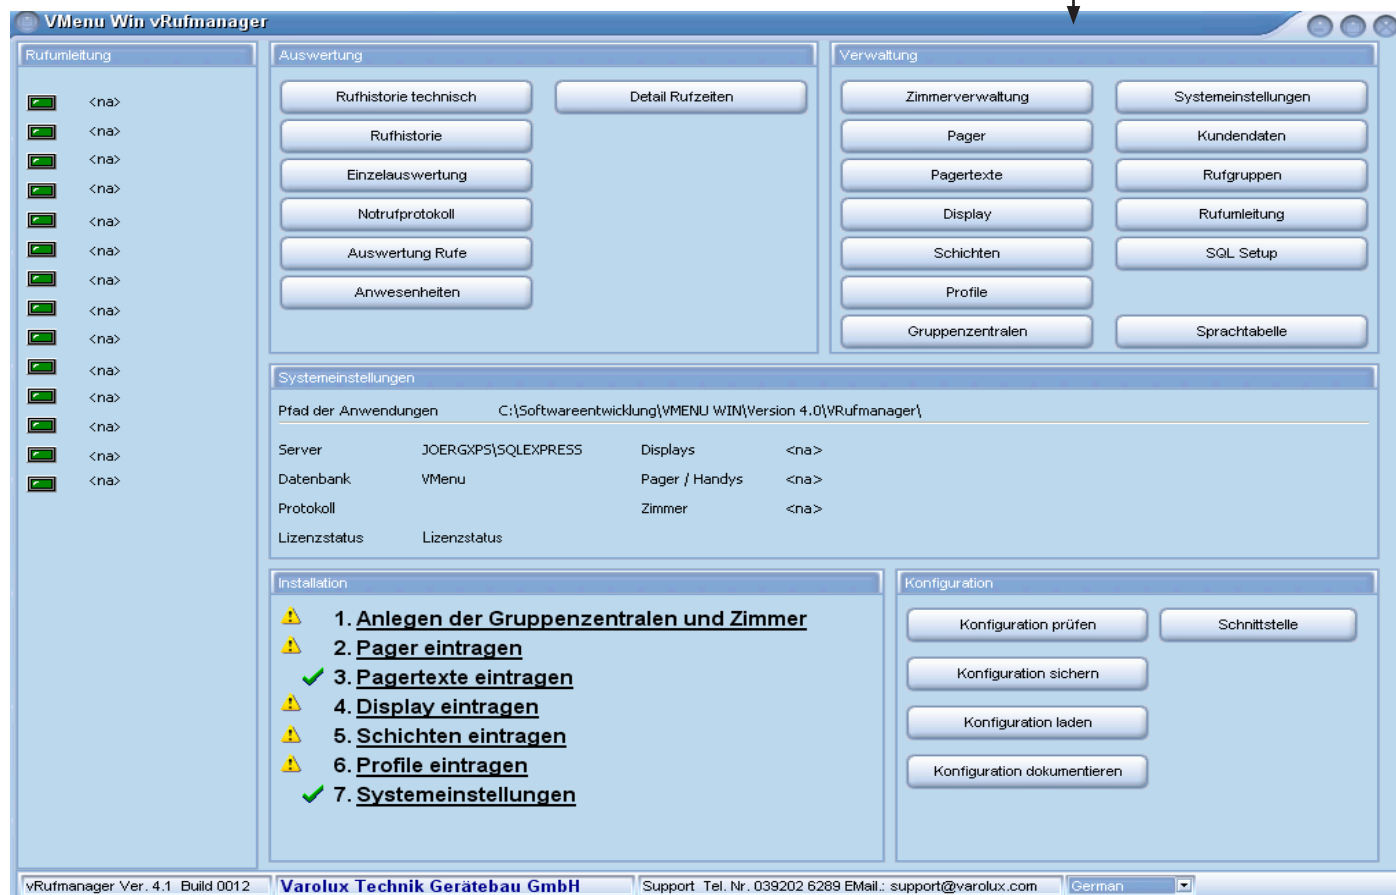 VMenu Win vRufmanager
Rufumleitung
<na>
<na>
<na>
<na>
<na>
<na>
<na>
<na>
<na>
<na>
<na>
<na>
<na>
<na>
Auswertung
Rufhistorie technisch
Detail Rufzeiten
Rufhistorie
Einzelauswertung
Notrufprotokoll
Auswertung Rufe
Anwesenheiten
Verwaltung
Zimmerverwaltung
Systemeinstellungen
Pager
Kundendaten
Pagertexte
Rufgruppen
Display
Rufumleitung
Schichten
SQL Setup
Profile
Gruppenzentralen
Sprachtabelle
Systemeinstellungen
Pfad der Anwendungen C:\Softwareentwicklung\VMENU WIN\Version 4.0\VRufmanager\
Server JOERGXPS\SQLEXPRESS Displays <na>
Datenbank VMenu Pager / Handys <na>
Protokoll Zimmer <na>
Lizenzstatus Lizenzstatus
Installation
1. Anlegen der Gruppenzentralen und Zimmer
2. Pager eintragen
3. Pagertexte eintragen
4. Display eintragen
5. Schichten eintragen
6. Profile eintragen
7. Systemeinstellungen
Konfiguration
Konfiguration prüfen
Schnittstelle
Konfiguration sichern
Konfiguration laden
Konfiguration dokumentieren
vRufmanager Ver. 4.1 Build 0012
Varolux Technik Gerätebau GmbH
Support Tel. Nr. 039202 6289 EMail.: support@varolux.com
German